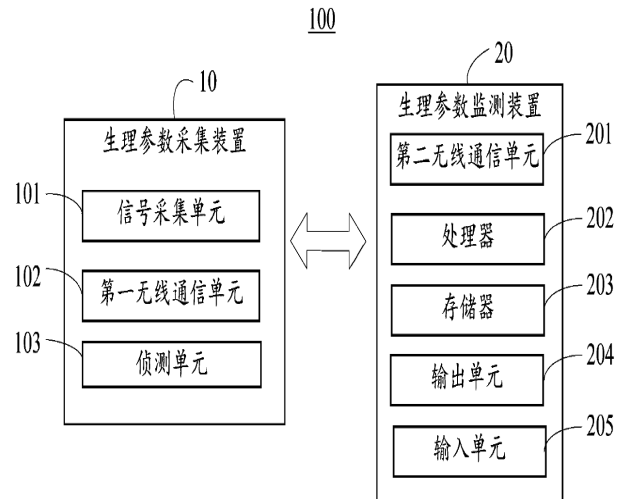 100
10
生理参数采集装置
101
信号采集单元
102
第一无线通信单元
103
侦测单元
20
生理参数监测装置
第二无线通信单元
201
处理器
202
存储器
203
输出单元
204
输入单元
205